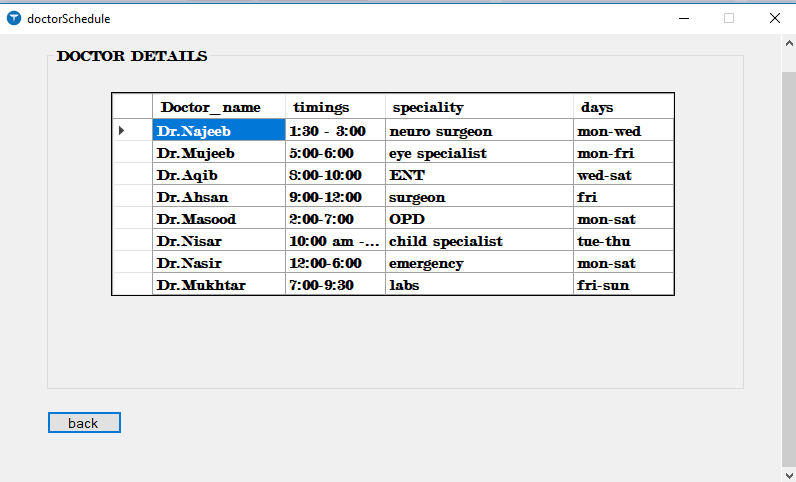 doctorSchedule
DOCTOR DETAILS
Doctor_name timings speciality days
Dr.Najeeb 1:30 - 3:00 neuro surgeon mon-wed
Dr.Mujeeb 5:00-6:00 eye specialist mon-fri
Dr.Aqib 8:00-10:00 ENT wed-sat
Dr.Ahsan 9:00-12:00 surgeon fri
Dr.Masood 2:00-7:00 OPD mon-sat
Dr.Nisar 10:00 am -... child specialist tue-thu
Dr.Nasir 12:00-6:00 emergency mon-sat
Dr.Mukhtar 7:00-9:30 labs fri-sun
back